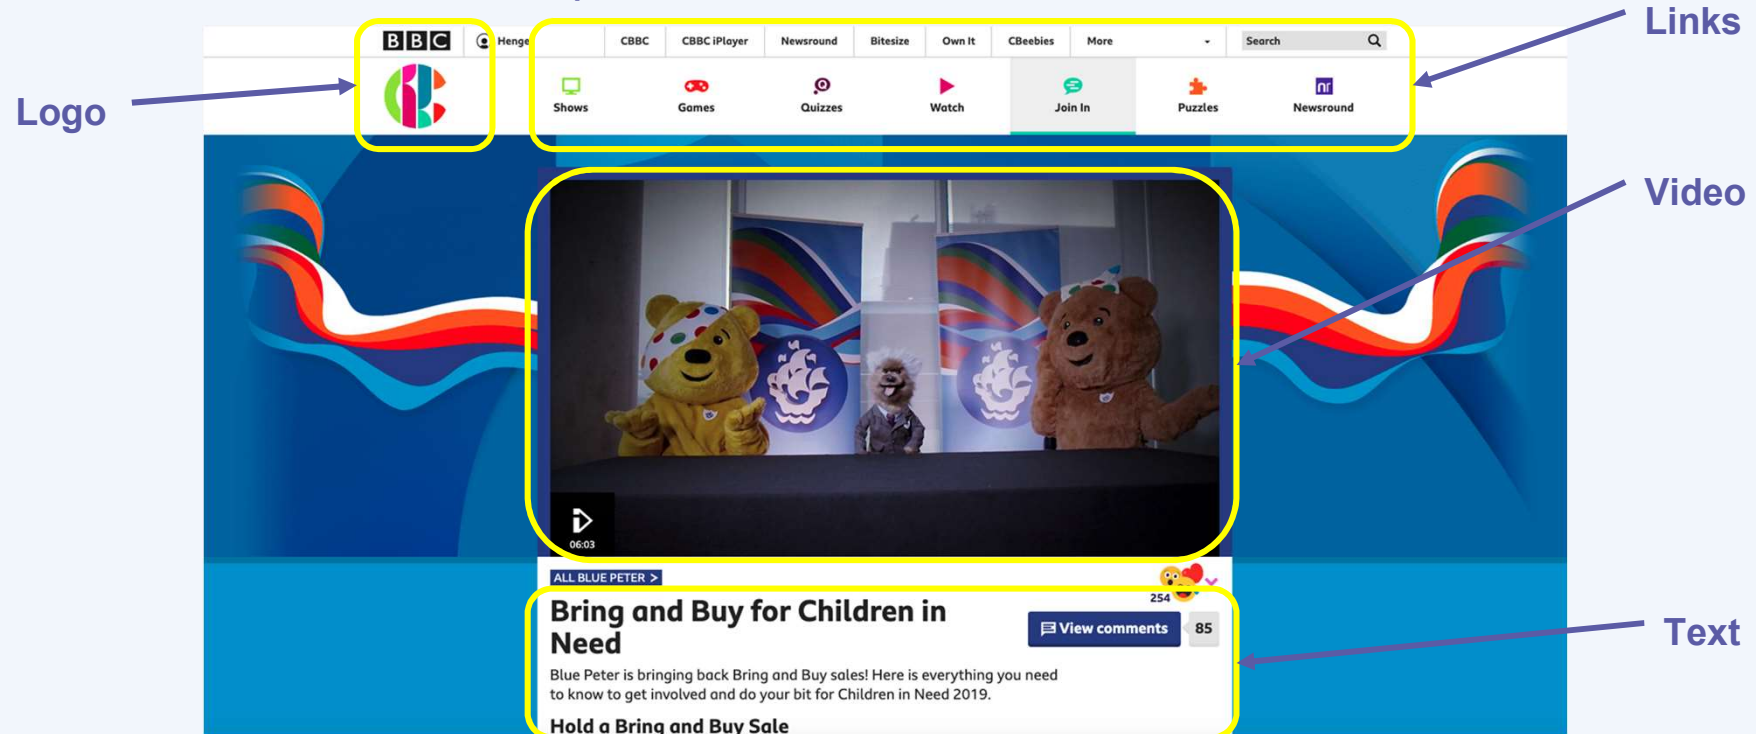 Links
BBC Henge CBBC CBBC iPlayer Newsround Bitesize Own It CBeebies More Search
Logo
Shows Games Quizzes Watch Join In Puzzles nr Newsround
Video
06:03
ALL BLUE PETER >
254
Bring and Buy for Children in
Need
View comments 85
Text
Blue Peter is bringing back Bring and Buy sales! Here is everything you need
to know to get involved and do your bit for Children in Need 2019.
Hold a Bring and Buy Sale